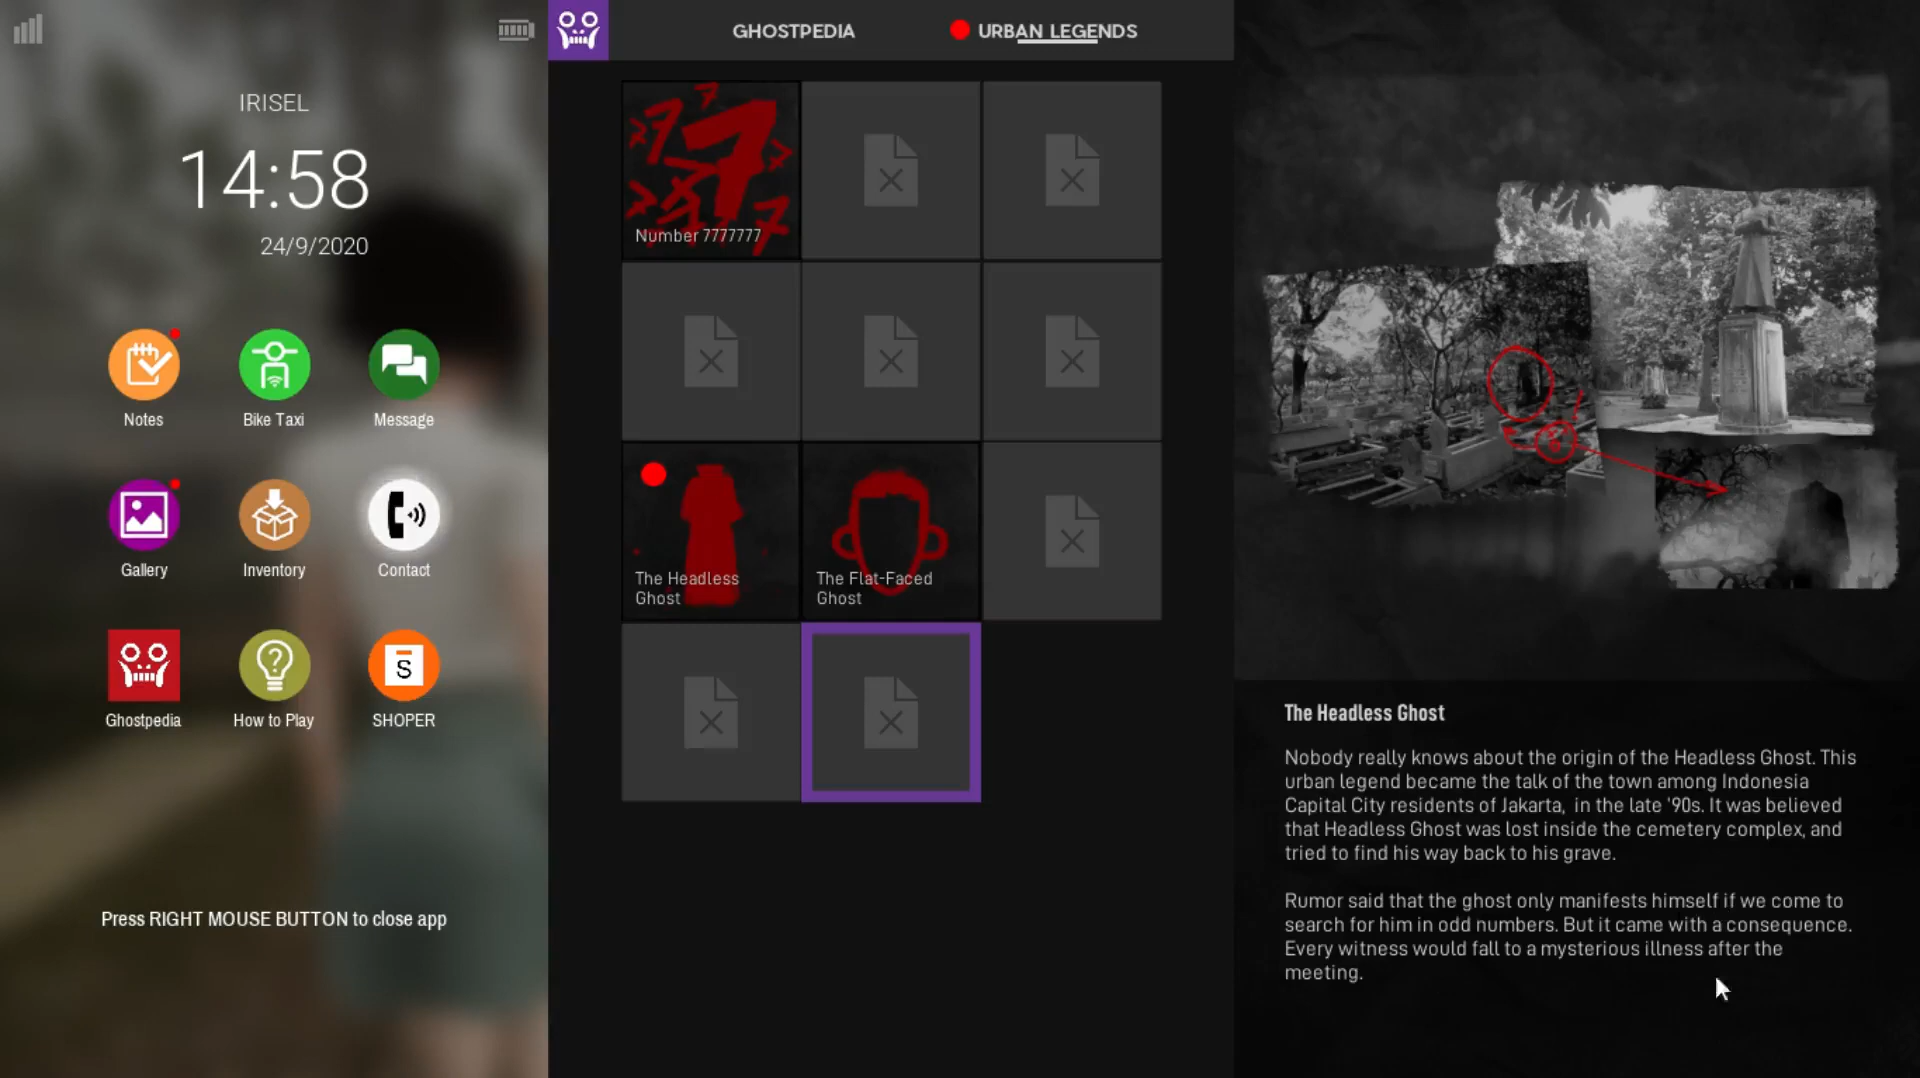 IRISEL
14:58
24/9/2020
Notes
Bike Taxi
Message
Gallery
Inventory
Contact
Ghostpedia
How to Play
S
SHOPER
Press RIGHT MOUSE BUTTON to close app
GHOSTPEDIA
URBAN LEGENDS
Number 7777777
The Headless
Ghost
The Flat-Faced
Ghost
The Headless Ghost
Nobody really knows about the origin of the Headless Ghost. This
urban legend became the talk of the town among Indonesia
Capital City residents of Jakarta, in the late '90s. It was believed
that Headless Ghost was lost inside the cemetery complex, and
tried to find his way back to his grave.
Rumor said that the ghost only manifests himself if we come to
search for him in odd numbers. But it came with a consequence.
Every witness would fall to a mysterious illness after the
meeting.